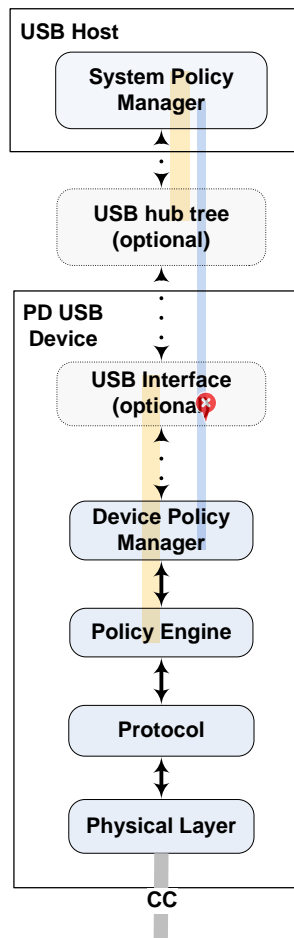 USB Host
System Policy
Manager
USB hub tree
(optional)
PD USB
Device
USB Interface
(optional)
Device Policy
Manager
Policy Engine
Protocol
Physical Layer
CC